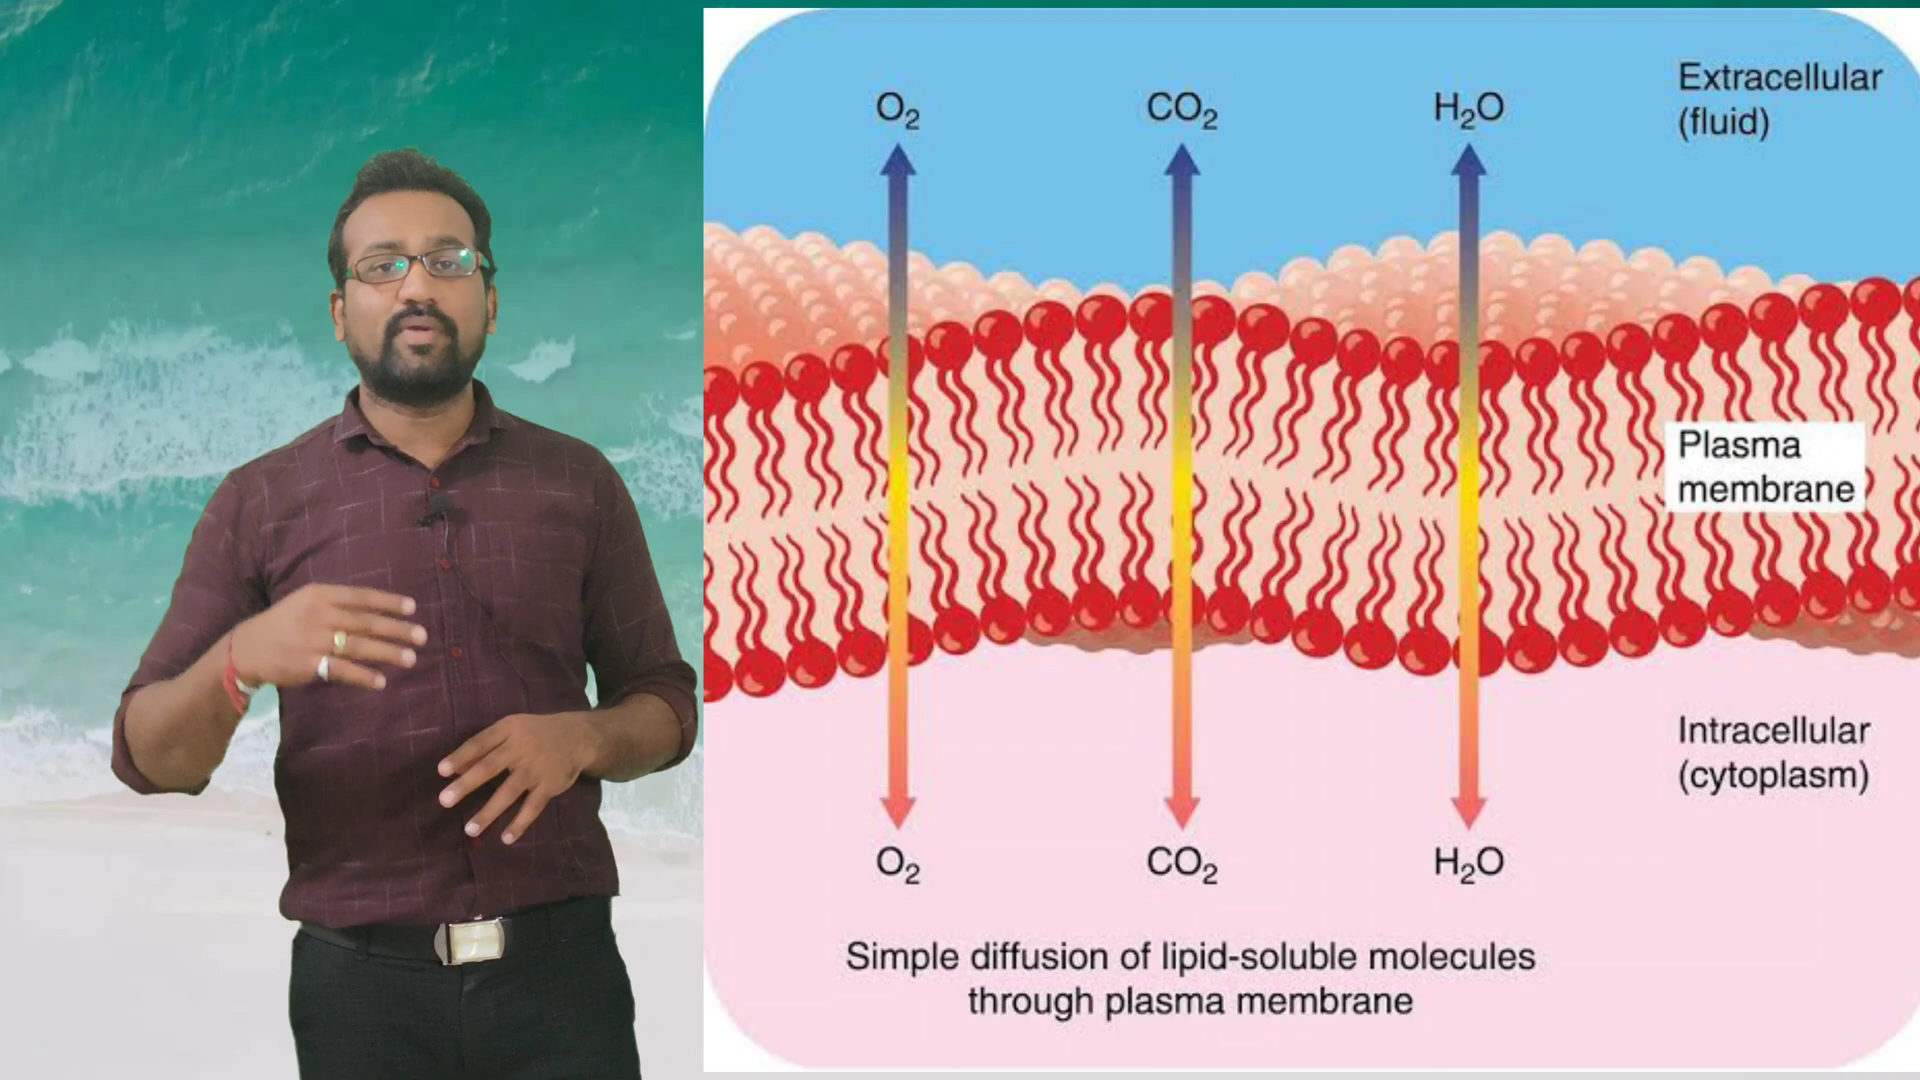 O₂ CO₂ H₂O
Extracellular
(fluid)
Plasma
membrane
Intracellular
(cytoplasm)
O₂ CO₂ H₂O
Simple diffusion of lipid-soluble molecules
through plasma membrane